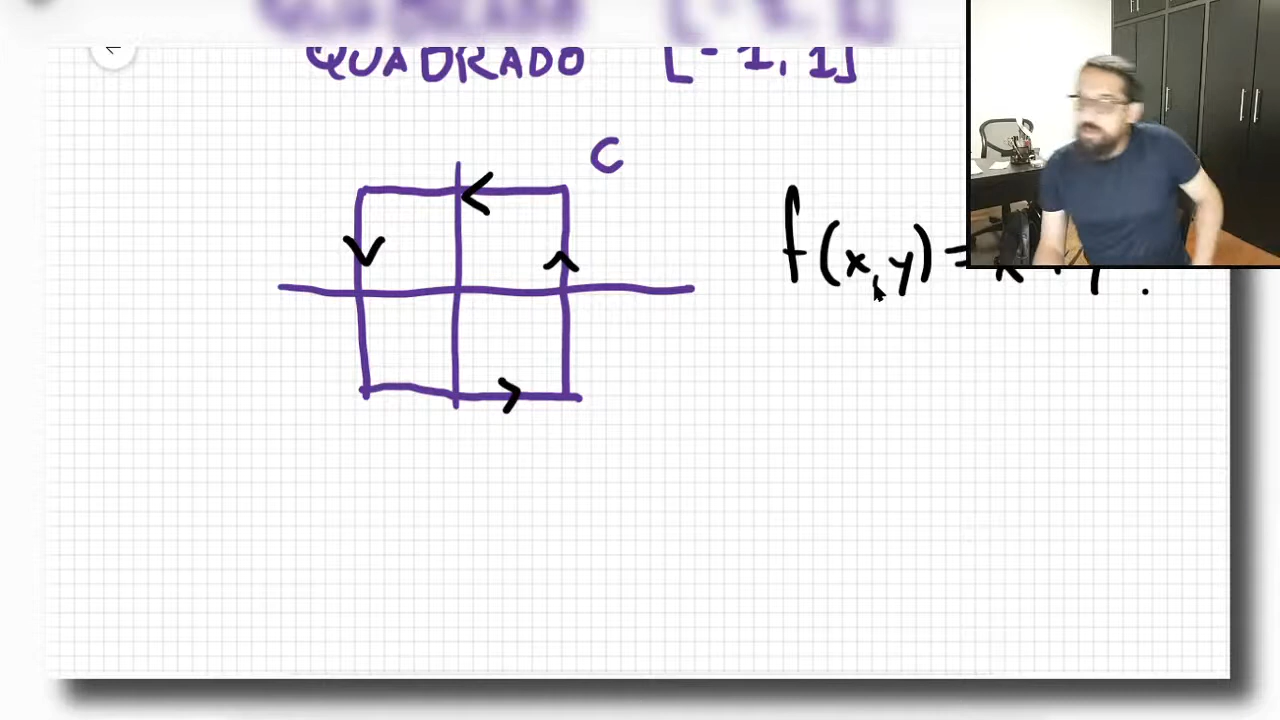 QUADRADO [-1, 1]
C
f(x,y) =